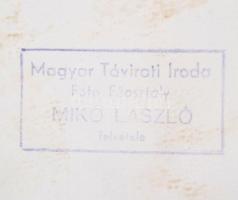 Magyar Távirati Iroda
Fotó Főosztály
MIKÓ LÁSZLÓ
felvétele